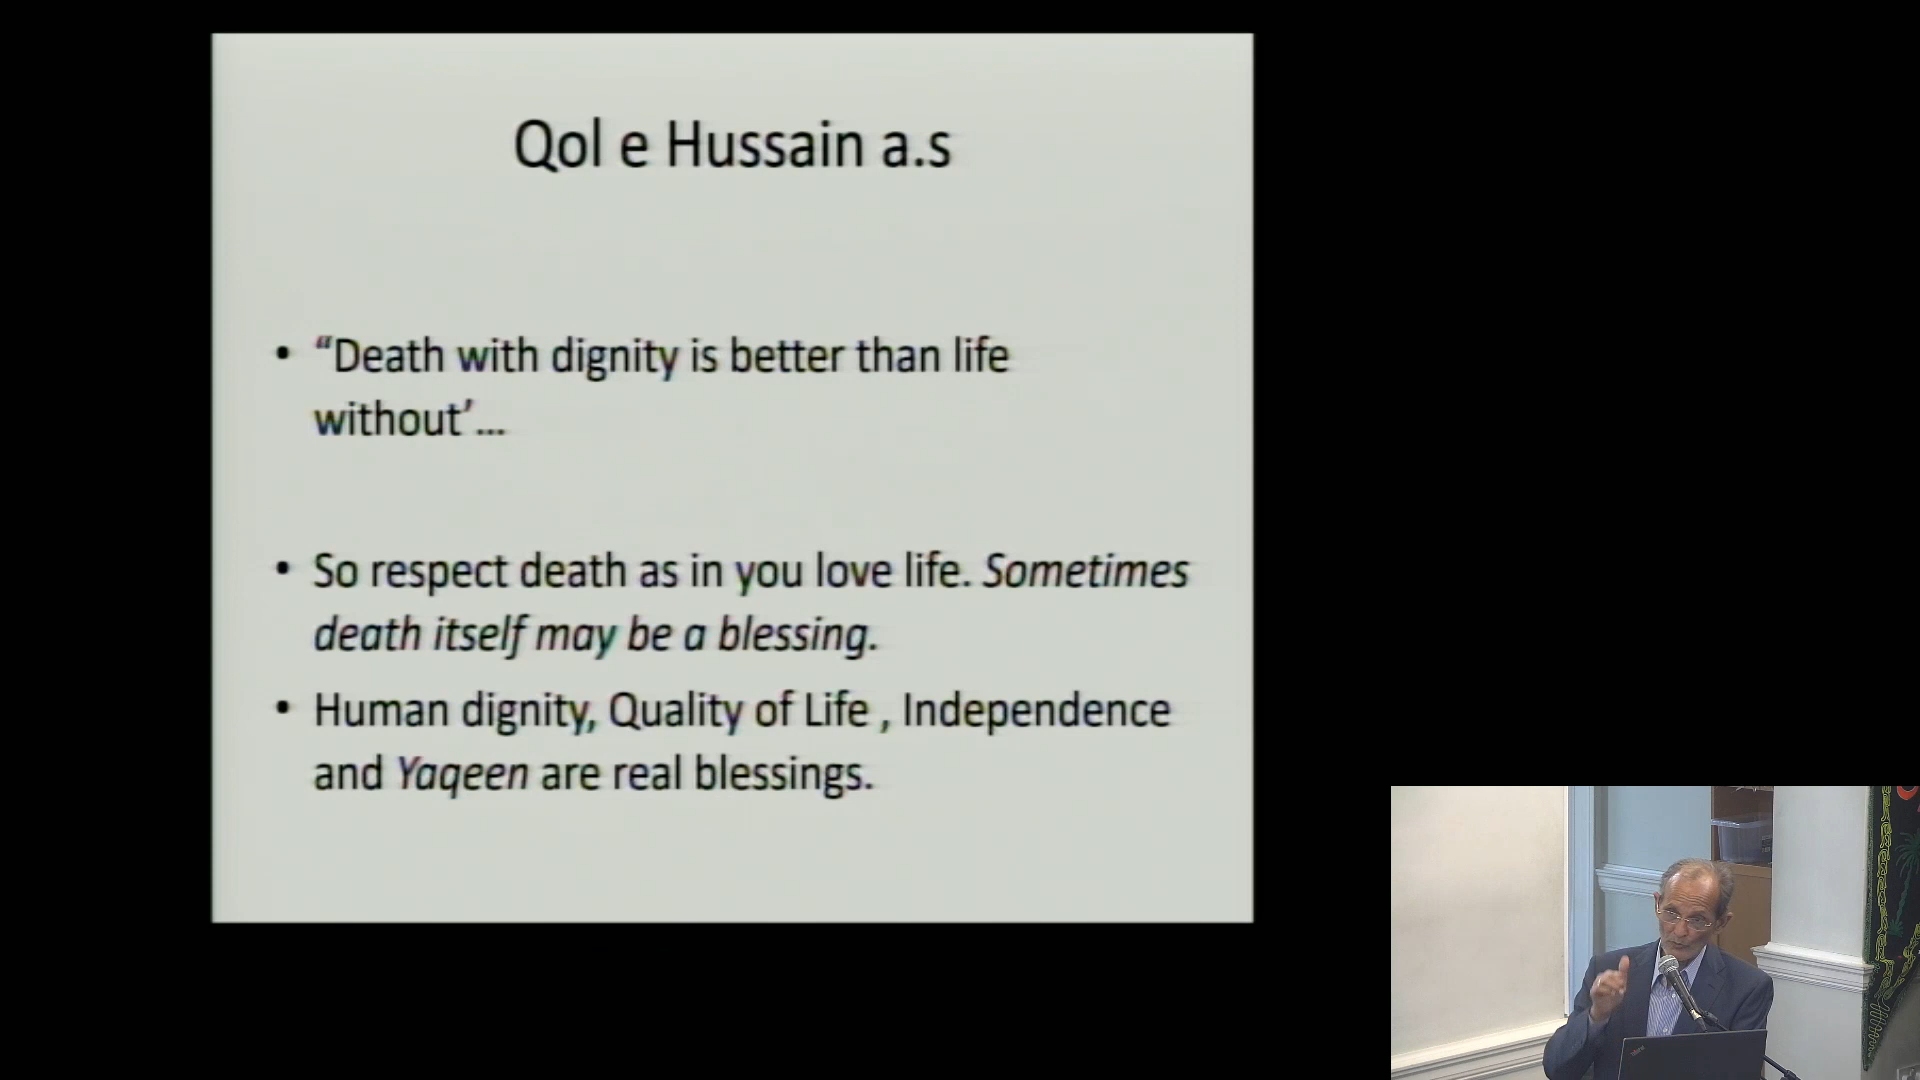 Qol e Hussain a.s
• “Death with dignity is better than life
without’...
• So respect death as in you love life. Sometimes
death itself may be a blessing.
• Human dignity, Quality of Life , Independence
and Yaqeen are real blessings.